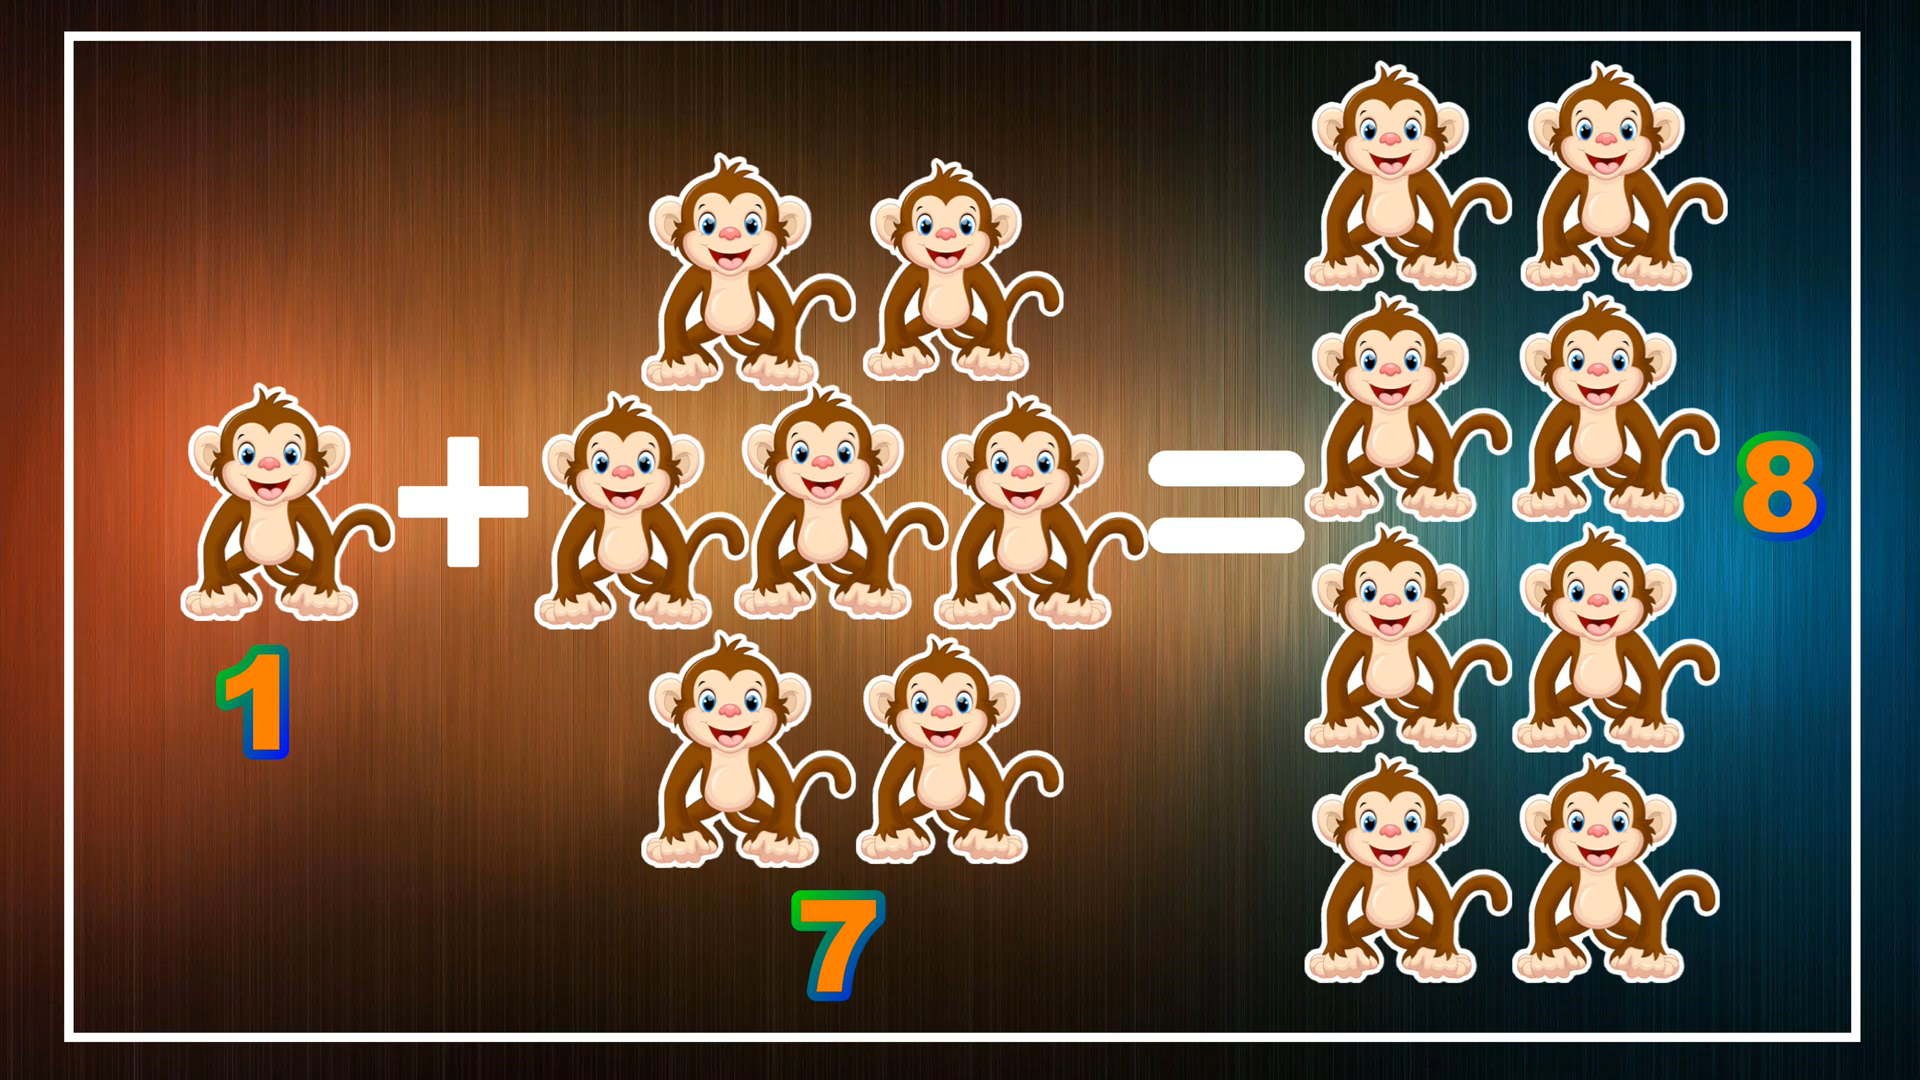 1 + 7 = 8